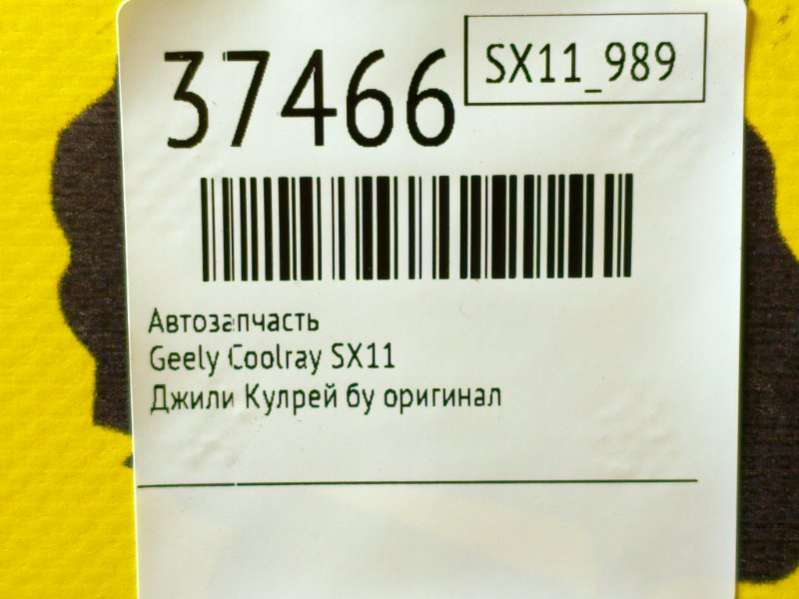 37466
SX11_989
Автозапчасть
Geely Coolray SX11
Джили Кулрей бу оригинал